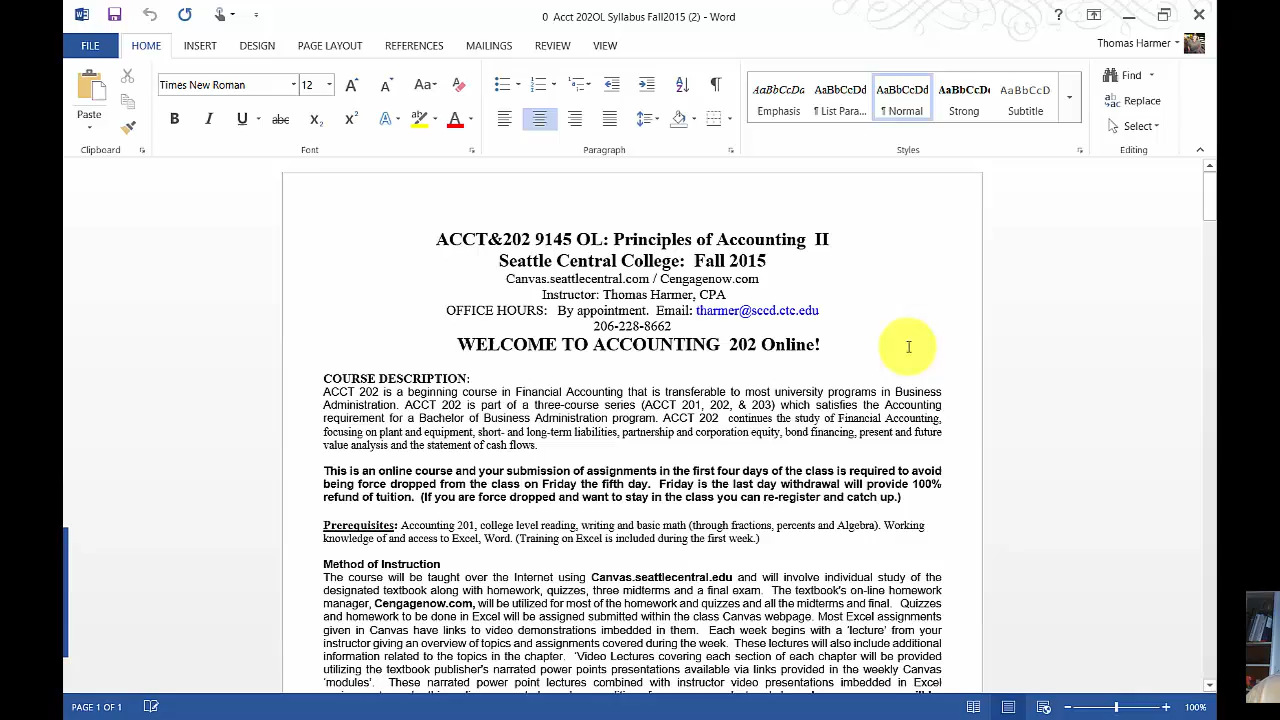 0 Acct 202OL Syllabus Fall2015 (2) - Word
?
FILE HOME INSERT DESIGN PAGE LAYOUT REFERENCES MAILINGS REVIEW VIEW Thomas Harmer
Times New Roman 12 Aa
Paste
B I U abc X₂ X² A A
AaBbCcDd AaBbCcDd AaBbCcDd AaBbCcDd AaBbCcD
Emphasis ¶ List Para... ¶ Normal Strong Subtitle
Find
Replace
Select
Clipboard Font Paragraph Styles Editing
ACCT&202 9145 OL: Principles of Accounting II
Seattle Central College: Fall 2015
Canvas.seattlecentral.com / Cengagenow.com
Instructor: Thomas Harmer, CPA
OFFICE HOURS: By appointment. Email: tharmer@sccd.ctc.edu
206-228-8662
WELCOME TO ACCOUNTING 202 Online!
COURSE DESCRIPTION:
ACCT 202 is a beginning course in Financial Accounting that is transferable to most university programs in Business
Administration. ACCT 202 is part of a three-course series (ACCT 201, 202, & 203) which satisfies the Accounting
requirement for a Bachelor of Business Administration program. ACCT 202 continues the study of Financial Accounting,
focusing on plant and equipment, short- and long-term liabilities, partnership and corporation equity, bond financing, present and future
value analysis and the statement of cash flows.
This is an online course and your submission of assignments in the first four days of the class is required to avoid
being force dropped from the class on Friday the fifth day. Friday is the last day withdrawal will provide 100%
refund of tuition. (If you are force dropped and want to stay in the class you can re-register and catch up.)
Prerequisites: Accounting 201, college level reading, writing and basic math (through fractions, percents and Algebra). Working
knowledge of and access to Excel, Word. (Training on Excel is included during the first week.)
Method of Instruction
The course will be taught over the Internet using Canvas.seattlecentral.edu and will involve individual study of the
designated textbook along with homework, quizzes, three midterms and a final exam. The textbook's on-line homework
manager, Cengagenow.com, will be utilized for most of the homework and quizzes and all the midterms and final. Quizzes
and homework to be done in Excel will be assigned submitted within the class Canvas webpage. Most Excel assignments
given in Canvas have links to video demonstrations imbedded in them. Each week begins with a 'lecture' from your
instructor giving an overview of topics and assignments covered during the week. These lectures will also include additional
information related to the topics in the chapter. 'Video Lectures covering each section of each chapter will be provided
utilizing the textbook publisher's narrated power points presentations available via links provided in the weekly Canvas
'modules'. These narrated power point lectures combined with instructor video presentations imbedded in Excel
PAGE 1 OF 1 100%